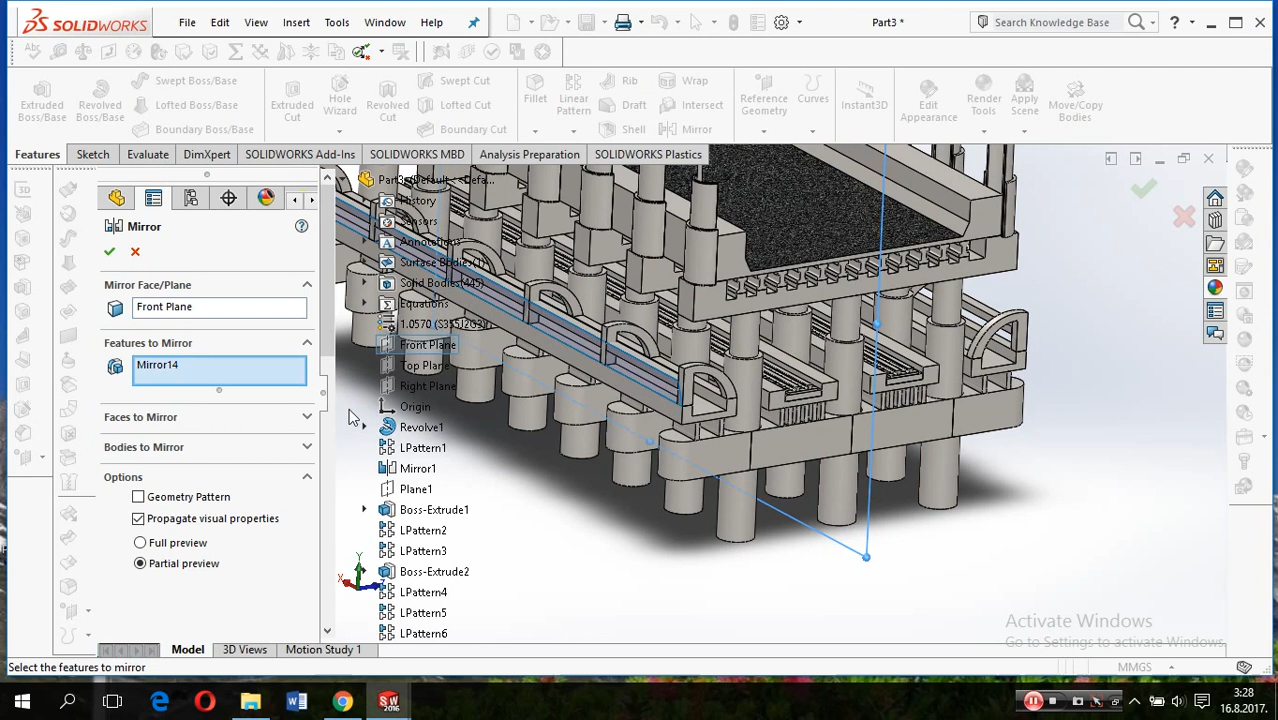 SOLIDWORKS File Edit View Insert Tools Window Help Part3 * Search Knowledge Base ?
Extruded Boss/Base
Revolved Boss/Base
Swept Boss/Base
Lofted Boss/Base
Boundary Boss/Base
Extruded Cut
Hole Wizard
Revolved Cut
Swept Cut
Lofted Cut
Boundary Cut
Fillet
Linear Pattern
Rib
Draft
Shell
Wrap
Intersect
Mirror
Reference Geometry
Curves
Instant3D
Edit Appearance
Render Tools
Apply Scene
Move/Copy Bodies
Features Sketch Evaluate DimXpert SOLIDWORKS Add-Ins SOLIDWORKS MBD Analysis Preparation SOLIDWORKS Plastics
Mirror
Mirror Face/Plane
Front Plane
Features to Mirror
Mirror14
Faces to Mirror
Bodies to Mirror
Options
Geometry Pattern
Propagate visual properties
Full preview
Partial preview
History
Sensors
Annotations
Equations
1.0570 (S355J2G3)
Front Plane
Top Plane
Right Plane
Origin
Revolve1
LPattern1
Mirror1
Plane1
Boss-Extrude1
LPattern2
LPattern3
Boss-Extrude2
LPattern4
LPattern5
LPattern6
X Y Z
Activate Windows
Go to Settings to activate Windows.
Model 3D Views Motion Study 1
Select the features to mirror MMGS
3:28
16.8.2017.